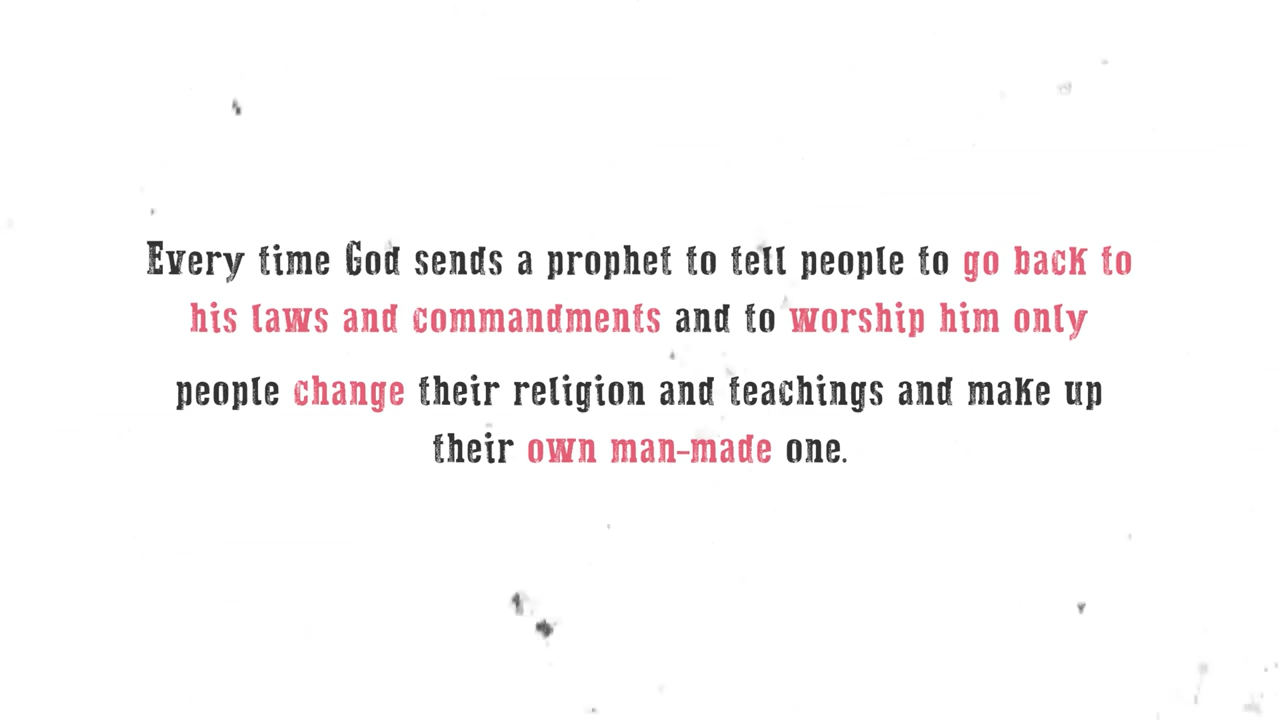 Every time God sends a prophet to tell people to go back to
his laws and commandments and to worship him only
people change their religion and teachings and make up
their own man-made one.